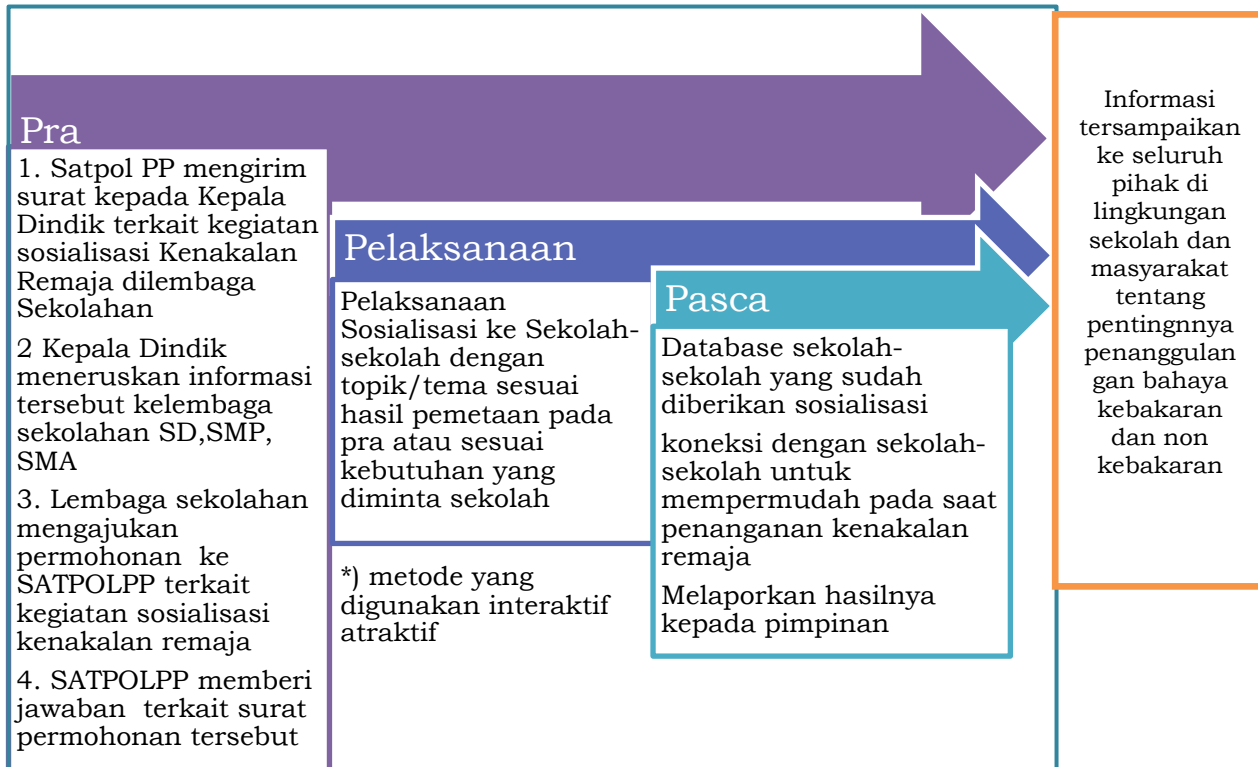 Pra
1. Satpol PP mengirim
surat kepada Kepala
Dindik terkait kegiatan
sosialisasi Kenakalan
Remaja dilembaga
Sekolahan
2 Kepala Dindik
meneruskan informasi
tersebut kelembaga
sekolahan SD,SMP,
SMA
3. Lembaga sekolahan
mengajukan
permohonan ke
SATPOLPP terkait
kegiatan sosialisasi
kenakalan remaja
4. SATPOLPP memberi
jawaban terkait surat
permohonan tersebut
Pelaksanaan
Pelaksanaan
Sosialisasi ke Sekolah-
sekolah dengan
topik/tema sesuai
hasil pemetaan pada
pra atau sesuai
kebutuhan yang
diminta sekolah
*) metode yang
digunakan interaktif
atraktif
Pasca
Database sekolah-
sekolah yang sudah
diberikan sosialisasi
koneksi dengan sekolah-
sekolah untuk
mempermudah pada saat
penanganan kenakalan
remaja
Melaporkan hasilnya
kepada pimpinan
Informasi
tersampaikan
ke seluruh
pihak di
lingkungan
sekolah dan
masyarakat
tentang
pentingnnya
penanggulan
gan bahaya
kebakaran
dan non
kebakaran